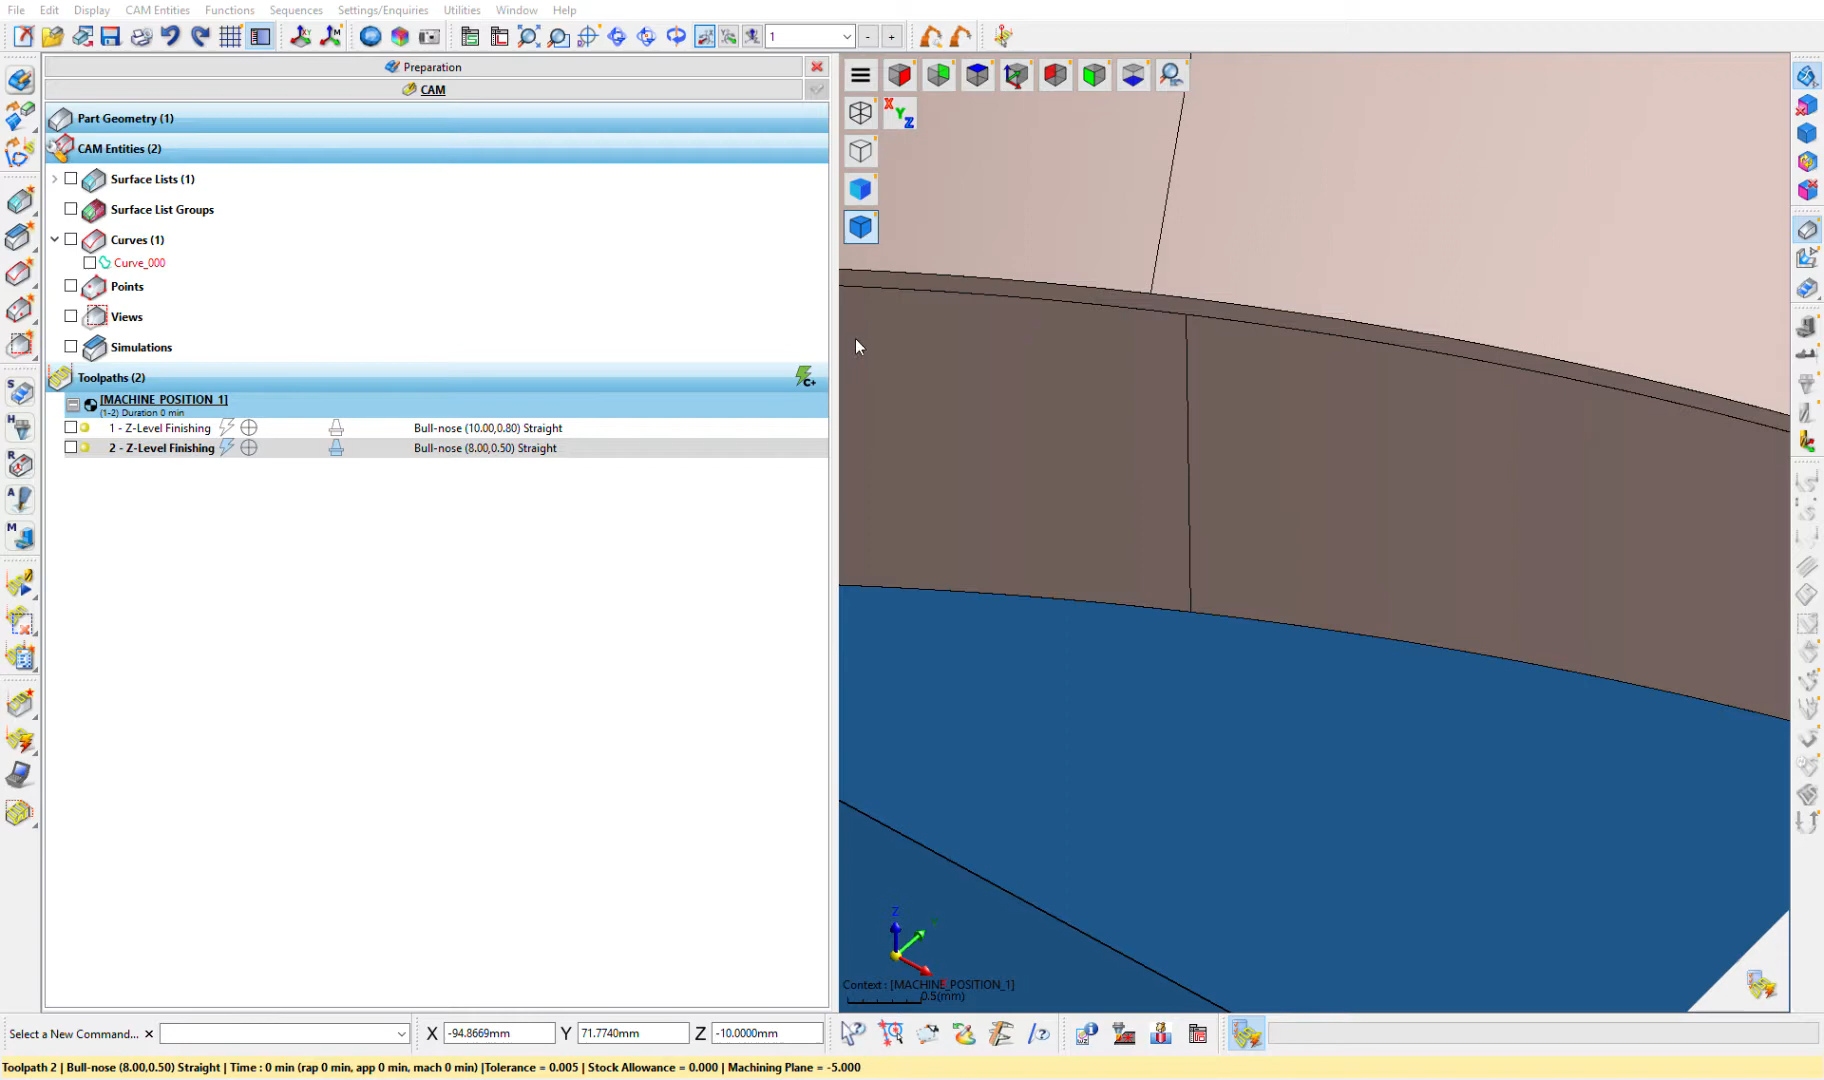 File Edit Display CAM Entities Functions Sequences Settings/Enquiries Utilities Window Help
1
Preparation
CAM
Part Geometry (1)
CAM Entities (2)
Surface Lists (1)
Surface List Groups
Curves (1)
Curve_000
Points
Views
Simulations
Toolpaths (2)
C+
[MACHINE POSITION 1]
(1-2) Duration 0 min
1 - Z-Level Finishing Bull-nose (10.00,0.80) Straight
2 - Z-Level Finishing Bull-nose (8.00,0.50) Straight
S
H
R
A
M
X
Y
Z
Z
Context : [MACHINE_POSITION_1]
0.5(mm)
Select a New Command... X -94.8669mm Y 71.7740mm Z -10.0000mm
Toolpath 2 | Bull-nose (8.00,0.50) Straight | Time : 0 min (rap 0 min, app 0 min, mach 0 min) |Tolerance = 0.005 | Stock Allowance = 0.000 | Machining Plane = -5.000